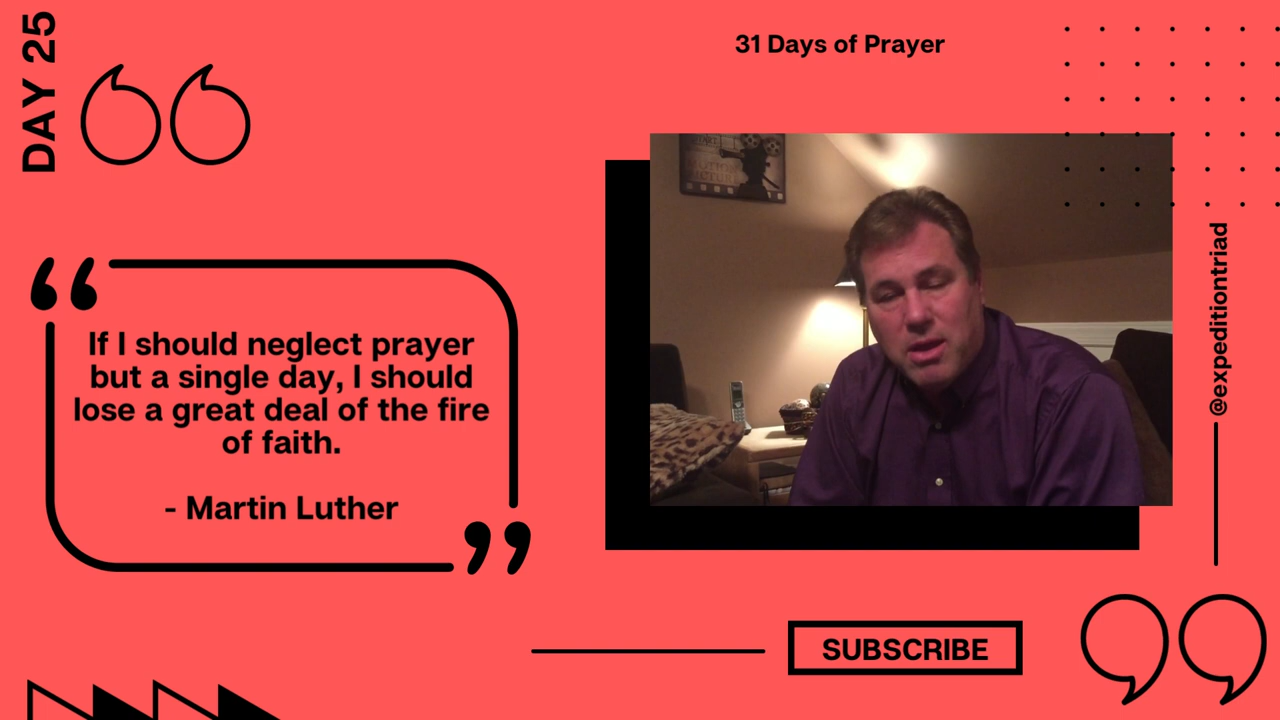 DAY 25
31 Days of Prayer
If I should neglect prayer
but a single day, I should
lose a great deal of the fire
of faith.
- Martin Luther
@expeditiontriad
SUBSCRIBE